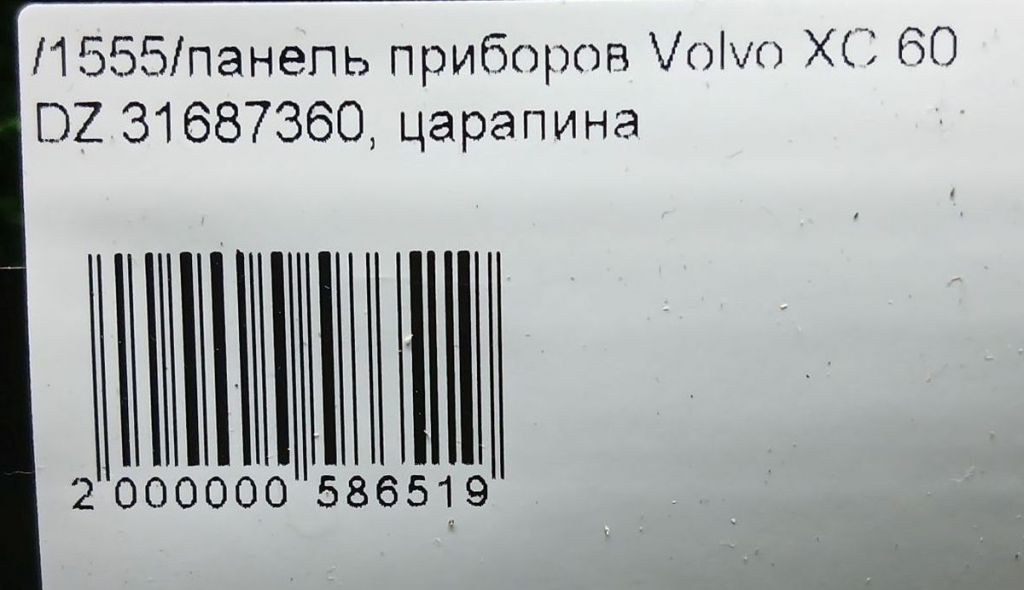 /1555/панель приборов Volvo XC 60
DZ 31687360, царапина
2 000000 586519